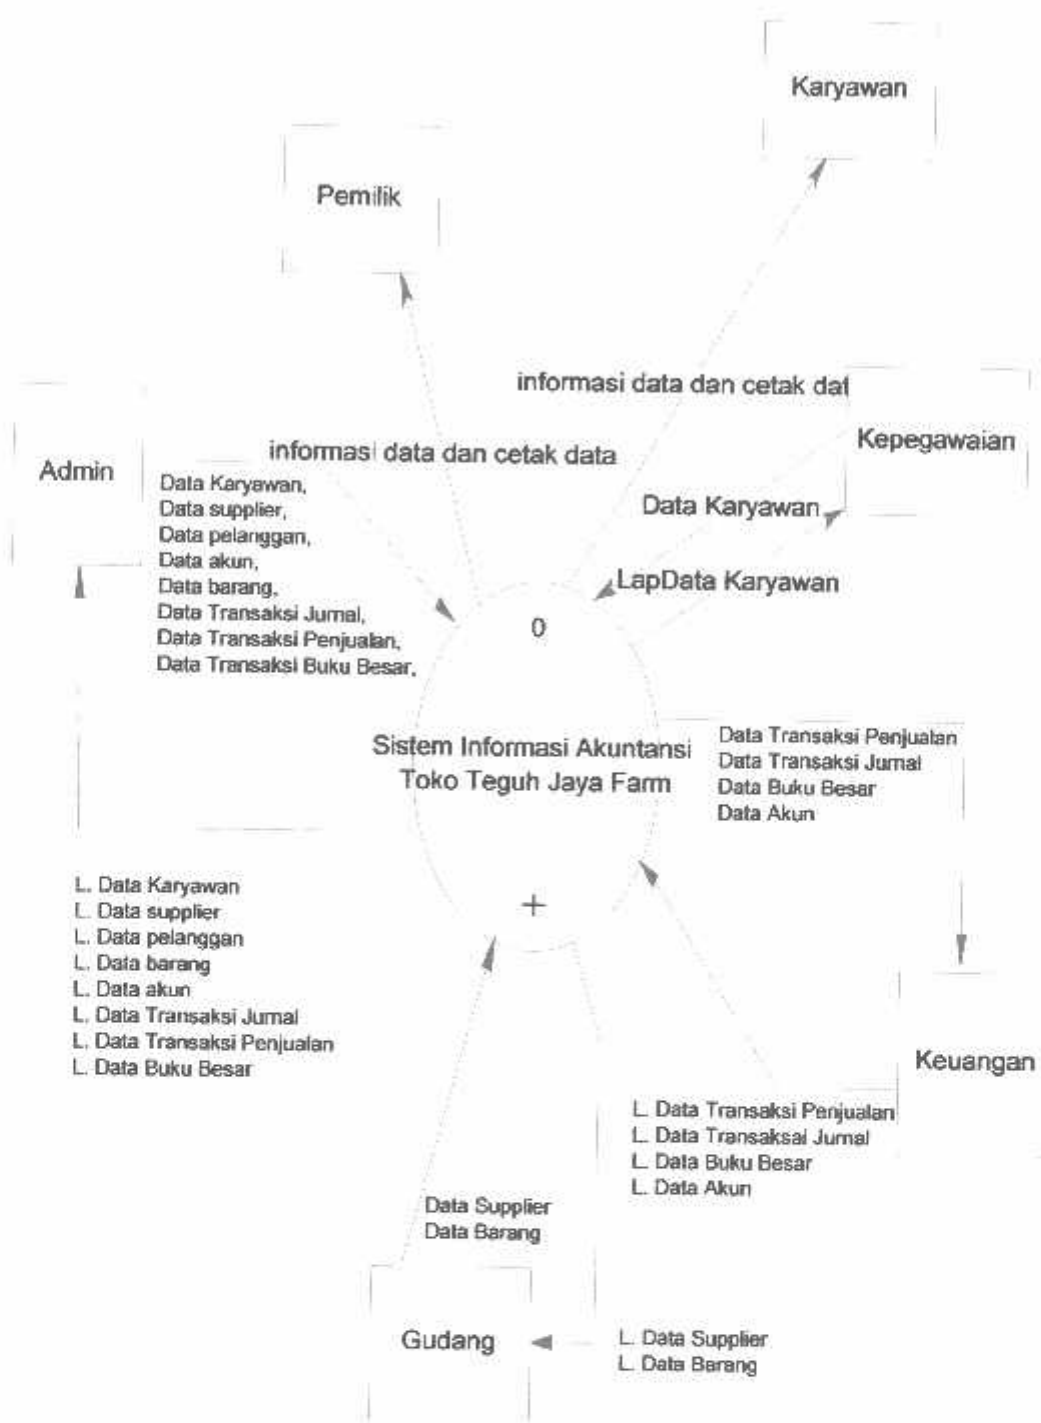 Karyawan
Pemilik
informasi data dan cetak dat
Kepegawaian
Admin
informasi data dan cetak data
Data Karyawan,
Data supplier,
Data pelanggan,
Data akun,
Data barang,
Data Transaksi Jurnal,
Data Transaksi Penjualan,
Data Transaksi Buku Besar,
Data Karyawan
LapData Karyawan
0
Sistem Informasi Akuntansi
Toko Teguh Jaya Farm
+
Data Transaksi Penjualan
Data Transaksi Jurnal
Data Buku Besar
Data Akun
L. Data Karyawan
L. Data supplier
L. Data pelanggan
L. Data barang
L. Data akun
L. Data Transaksi Jurnal
L. Data Transaksi Penjualan
L. Data Buku Besar
Keuangan
L. Data Transaksi Penjualan
L. Data Transaksai Jurnal
L. Data Buku Besar
L. Data Akun
Data Supplier
Data Barang
Gudang
L. Data Supplier
L. Data Barang